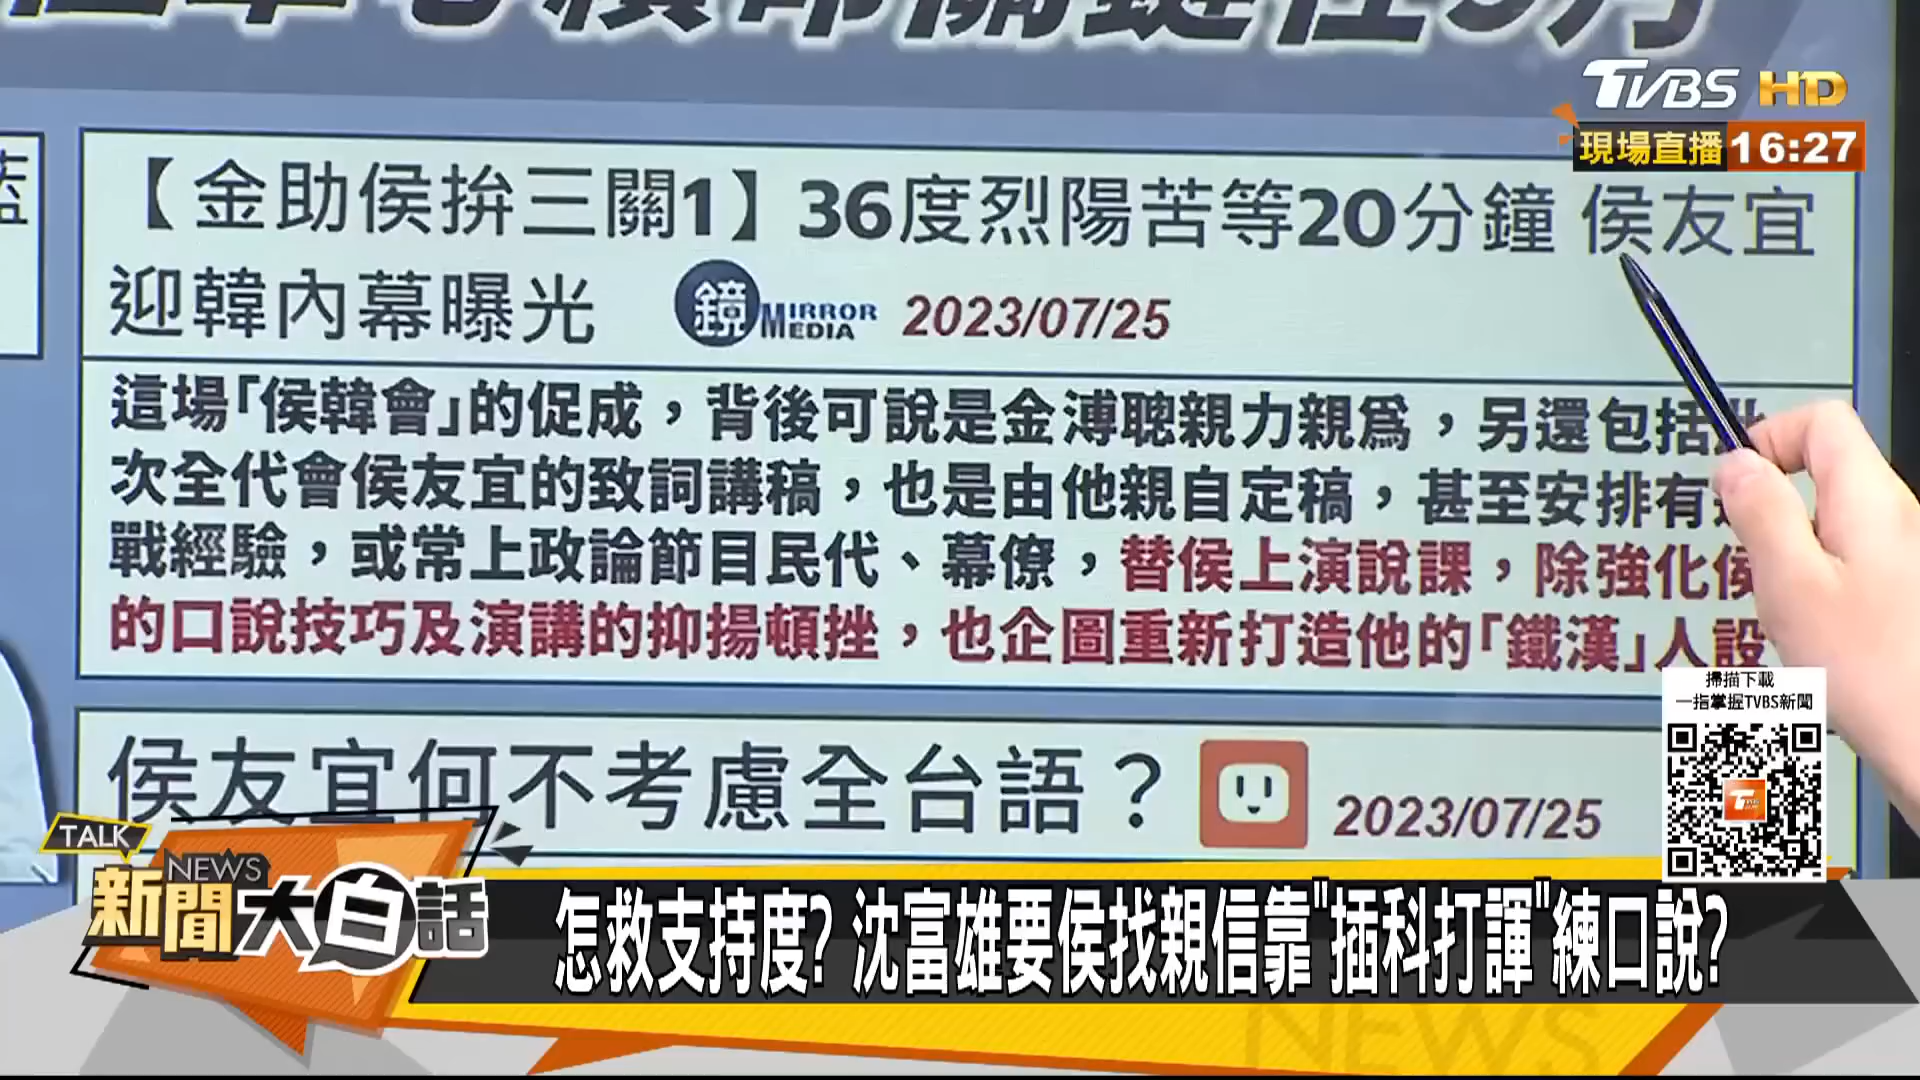 TVBS HD
現場直播 16:27
藍
【金助侯拚三關1】36度烈陽苦等20分鐘 侯友宜
迎韓內幕曝光 鏡 MIRROR MEDIA 2023/07/25
這場「侯韓會」的促成，背後可說是金溥聰親力親為，另還包括此
次全代會侯友宜的致詞講稿，也是由他親自定稿，甚至安排有
戰經驗，或常上政論節目民代、幕僚，替侯上演說課，除強化侯
的口說技巧及演講的抑揚頓挫，也企圖重新打造他的「鐵漢」人設
侯友宜何不考慮全台語？ 2023/07/25
掃描下載
一指掌握TVBS新聞
TALK
NEWS
新聞大白話
怎救支持度? 沈富雄要侯找親信靠"插科打諢"練口說?
NEWS